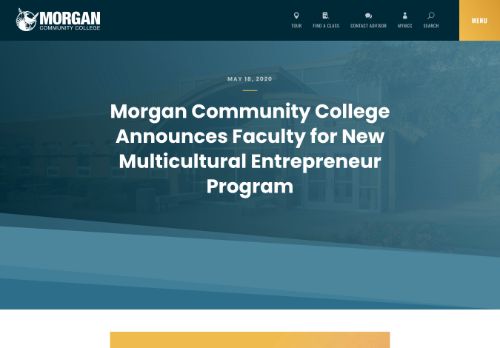 MORGAN
COMMUNITY COLLEGE
TOUR
FIND A CLASS
CONTACT ADVISOR
MYMCC
SEARCH
MENU
MAY 18, 2020
Morgan Community College
Announces Faculty for New
Multicultural Entrepreneur
Program